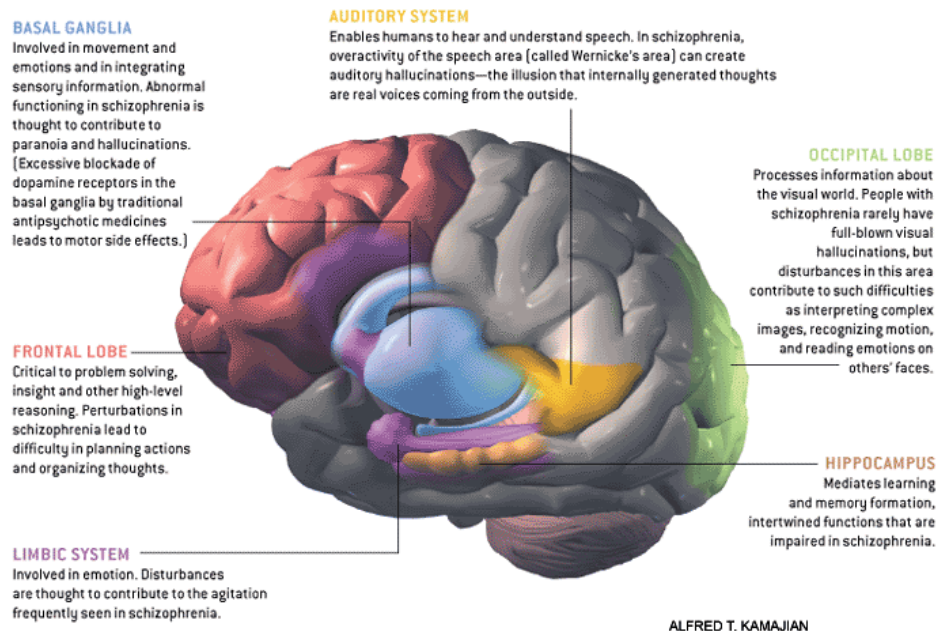 BASAL GANGLIA
Involved in movement and
emotions and in integrating
sensory information. Abnormal
functioning in schizophrenia is
thought to contribute to
paranoia and hallucinations.
(Excessive blockade of
dopamine receptors in the
basal ganglia by traditional
antipsychotic medicines
leads to motor side effects.)
AUDITORY SYSTEM
Enables humans to hear and understand speech. In schizophrenia,
overactivity of the speech area (called Wernicke's area) can create
auditory hallucinations—the illusion that internally generated thoughts
are real voices coming from the outside.
OCCIPITAL LOBE
Processes information about
the visual world. People with
schizophrenia rarely have
full-blown visual
hallucinations, but
disturbances in this area
contribute to such difficulties
as interpreting complex
images, recognizing motion,
and reading emotions on
others' faces.
FRONTAL LOBE
Critical to problem solving,
insight and other high-level
reasoning. Perturbations in
schizophrenia lead to
difficulty in planning actions
and organizing thoughts.
HIPPOCAMPUS
Mediates learning
and memory formation,
intertwined functions that are
impaired in schizophrenia.
LIMBIC SYSTEM
Involved in emotion. Disturbances
are thought to contribute to the agitation
frequently seen in schizophrenia.
ALFRED T. KAMAJIAN